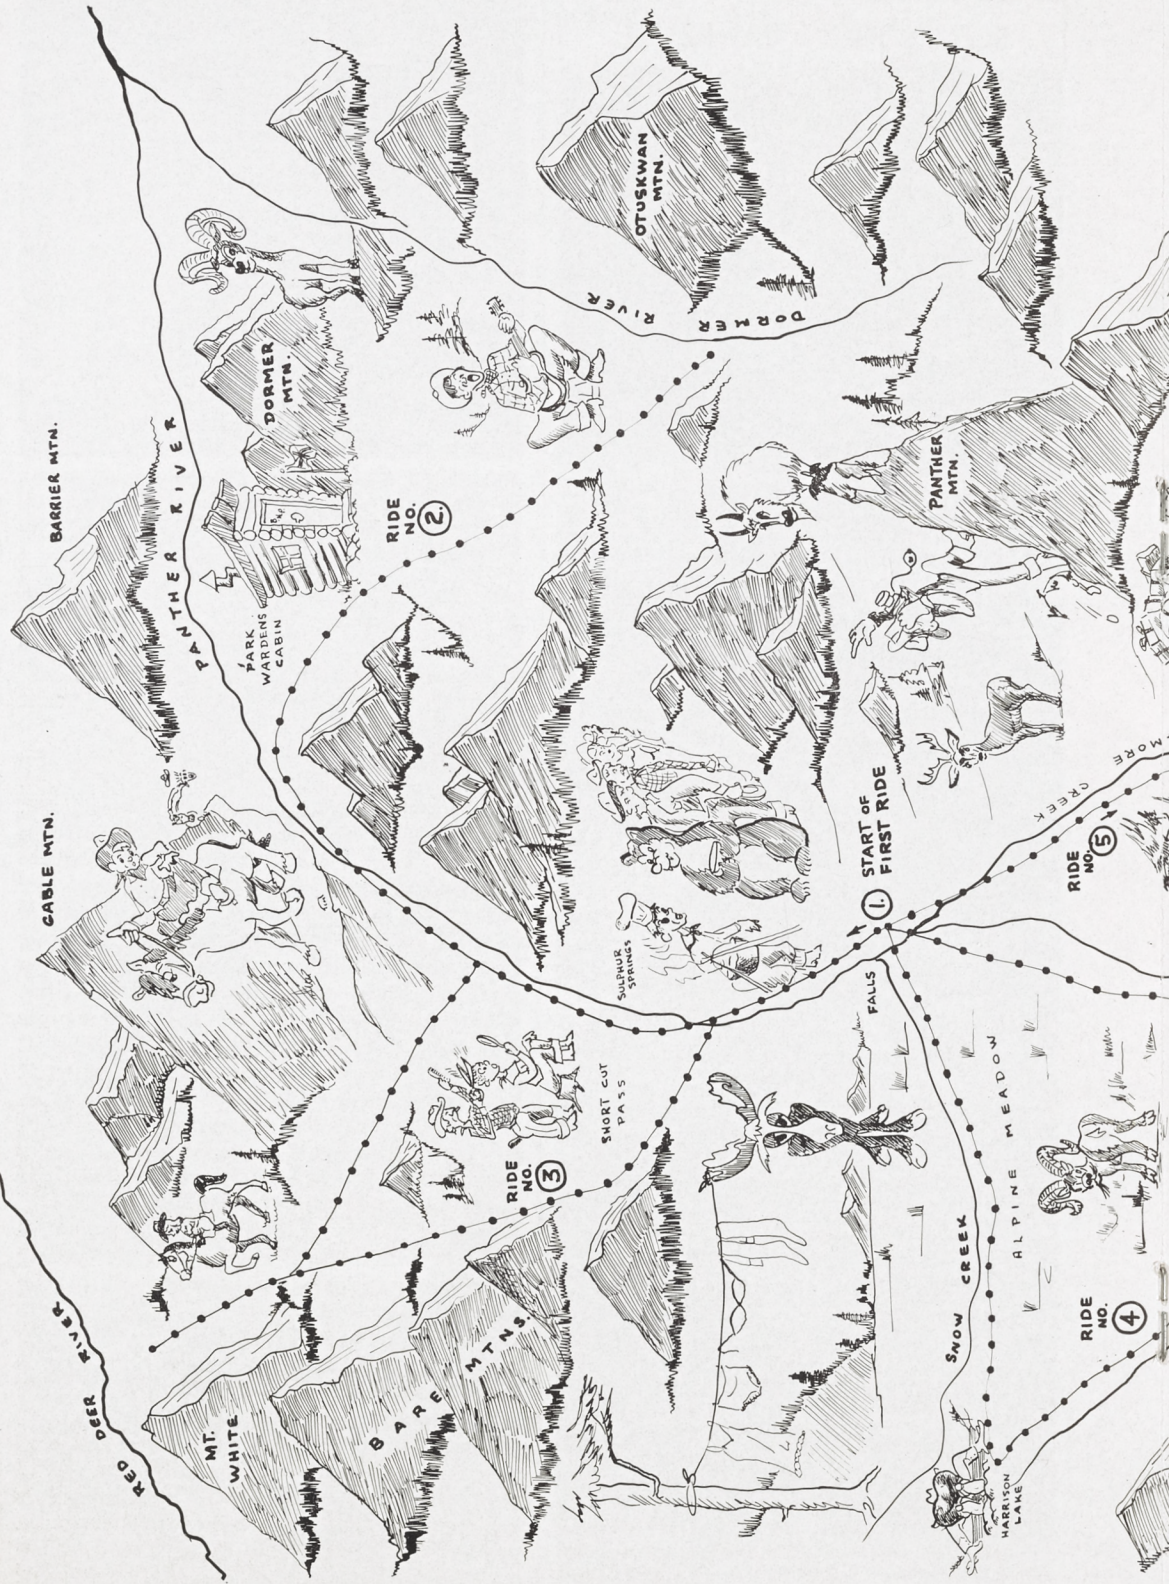 RED DEER RIVER
CABLE MTN.
BARRIER MTN.
PANTHER RIVER
MT.
WHITE
BARE MTNS.
PARK
WARDENS
CABIN
DORMER
MTN.
RIDE
NO.
2.
RIDE
NO.
3
SHORT CUT
PASS
SULPHUR
SPRINGS
DORMER RIVER
OTUSKWAN
MTN.
FALLS
1.
START OF
FIRST RIDE
PANTHER
MTN.
SNOW CREEK
ALPINE MEADOW
HARRISON
LAKE
RIDE
NO.
4
RIDE
NO.
5
MORE
CREEK